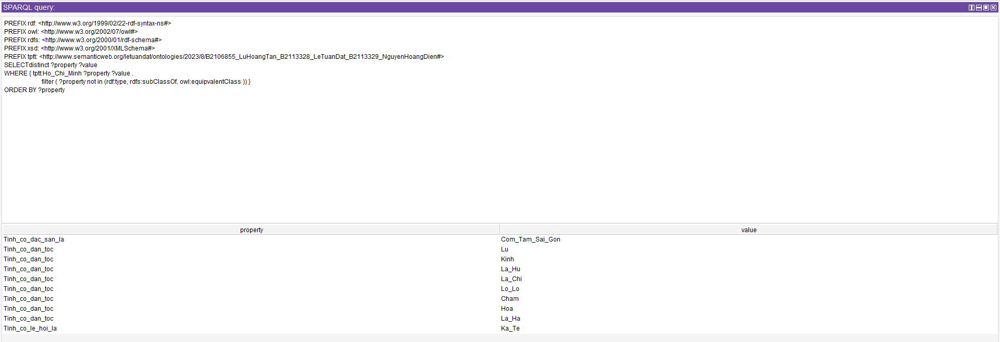 SPARQL query:
PREFIX rdf: <http://www.w3.org/1999/02/22-rdf-syntax-ns#>
PREFIX owl: <http://www.w3.org/2002/07/owl#>
PREFIX rdfs: <http://www.w3.org/2000/01/rdf-schema#>
PREFIX xsd: <http://www.w3.org/2001/XMLSchema#>
PREFIX tptt: <http://www.semanticweb.org/letuandat/ontologies/2023/8/B2106855_LuHoangTan_B2113328_LeTuanDat_B2113329_NguyenHoangDien#>
SELECTdistinct ?property ?value
WHERE { tptt:Ho_Chi_Minh ?property ?value .
filter ( ?property not in (rdf:type, rdfs:subClassOf, owl:equipvalentClass )) }
ORDER BY ?property
property value
Tinh_co_dac_san_la Com_Tam_Sai_Gon
Tinh_co_dan_toc Lu
Tinh_co_dan_toc Kinh
Tinh_co_dan_toc La_Hu
Tinh_co_dan_toc La_Chi
Tinh_co_dan_toc Lo_Lo
Tinh_co_dan_toc Cham
Tinh_co_dan_toc Hoa
Tinh_co_dan_toc La_Ha
Tinh_co_le_hoi_la Ka_Te